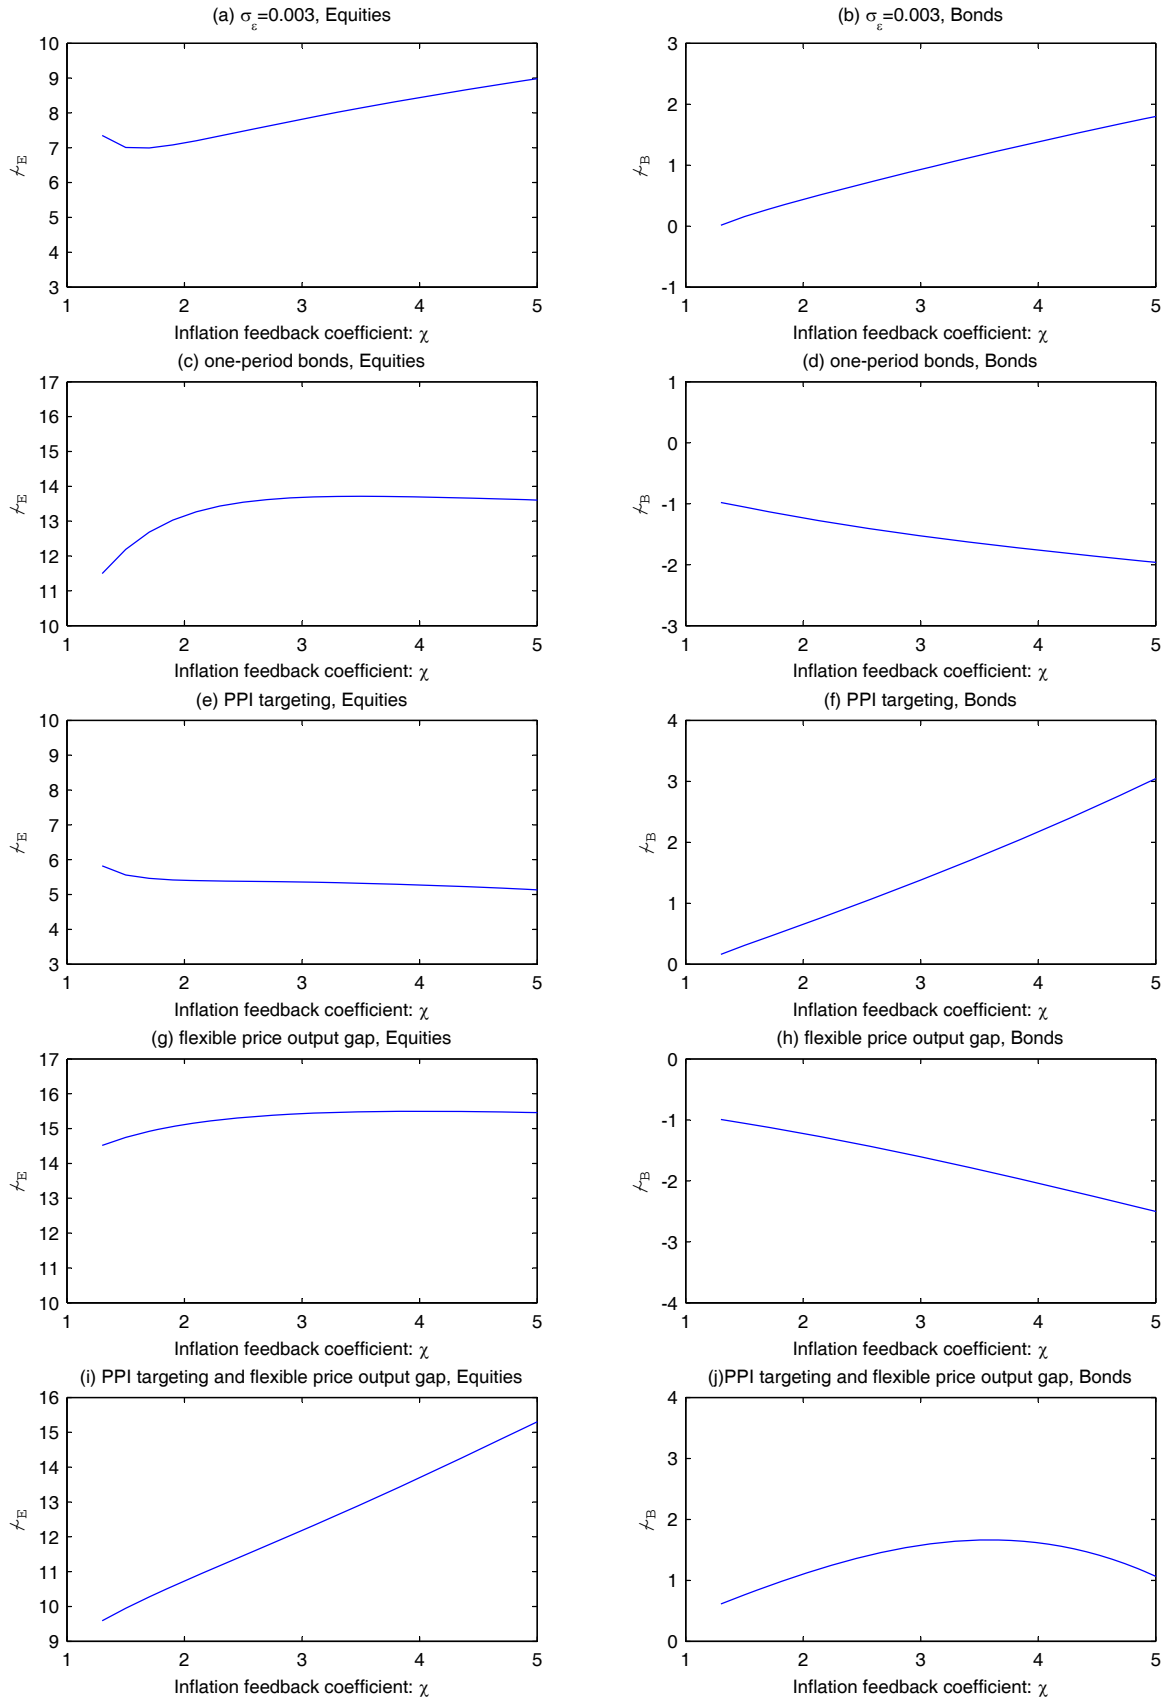 (a) σε=0.003, Equities
10
9
8
7
6
5
4
3
1 2 3 4 5
Inflation feedback coefficient: χ
(b) σε=0.003, Bonds
3
2
1
0
-1
1 2 3 4 5
Inflation feedback coefficient: χ
(c) one-period bonds, Equities
17
16
15
14
13
12
11
10
1 2 3 4 5
Inflation feedback coefficient: χ
(d) one-period bonds, Bonds
1
0
-1
-2
-3
1 2 3 4 5
Inflation feedback coefficient: χ
(e) PPI targeting, Equities
10
9
8
7
6
5
4
3
1 2 3 4 5
Inflation feedback coefficient: χ
(f) PPI targeting, Bonds
4
3
2
1
0
1 2 3 4 5
Inflation feedback coefficient: χ
(g) flexible price output gap, Equities
17
16
15
14
13
12
11
10
1 2 3 4 5
Inflation feedback coefficient: χ
(h) flexible price output gap, Bonds
0
-1
-2
-3
-4
1 2 3 4 5
Inflation feedback coefficient: χ
(i) PPI targeting and flexible price output gap, Equities
16
15
14
13
12
11
10
9
1 2 3 4 5
Inflation feedback coefficient: χ
(j)PPI targeting and flexible price output gap, Bonds
4
3
2
1
0
1 2 3 4 5
Inflation feedback coefficient: χ